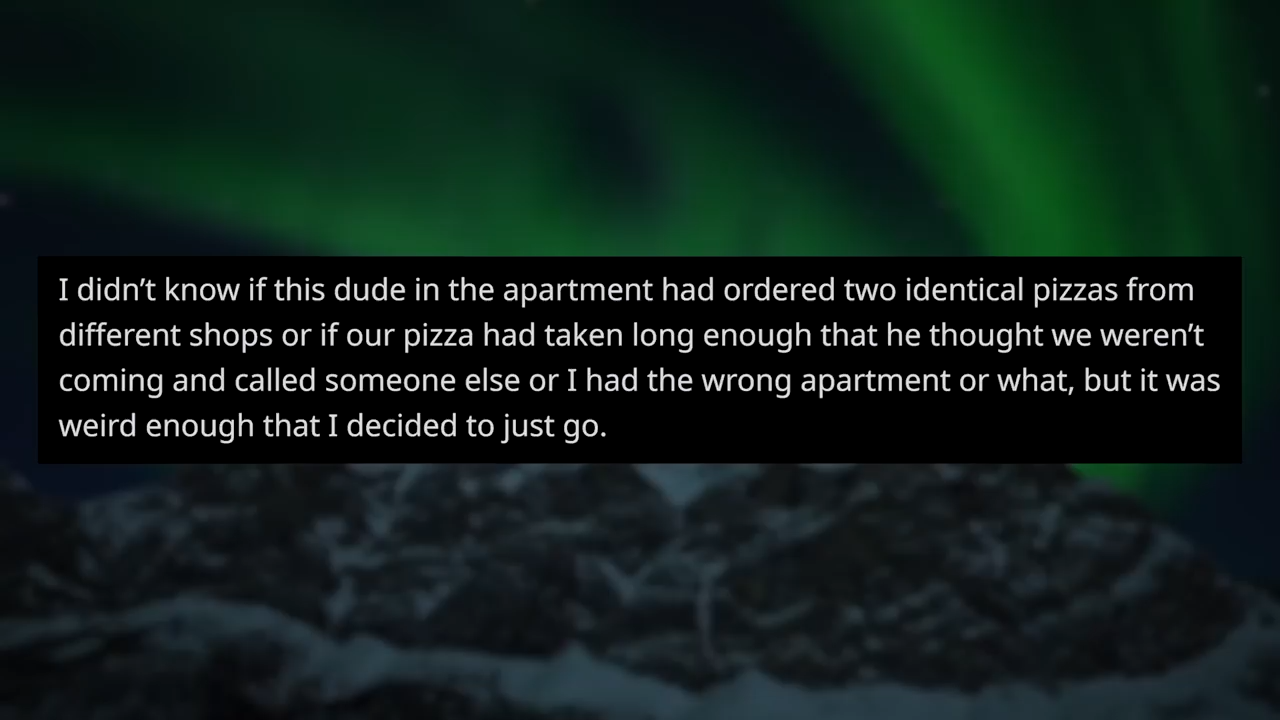 I didn’t know if this dude in the apartment had ordered two identical pizzas from
different shops or if our pizza had taken long enough that he thought we weren’t
coming and called someone else or I had the wrong apartment or what, but it was
weird enough that I decided to just go.